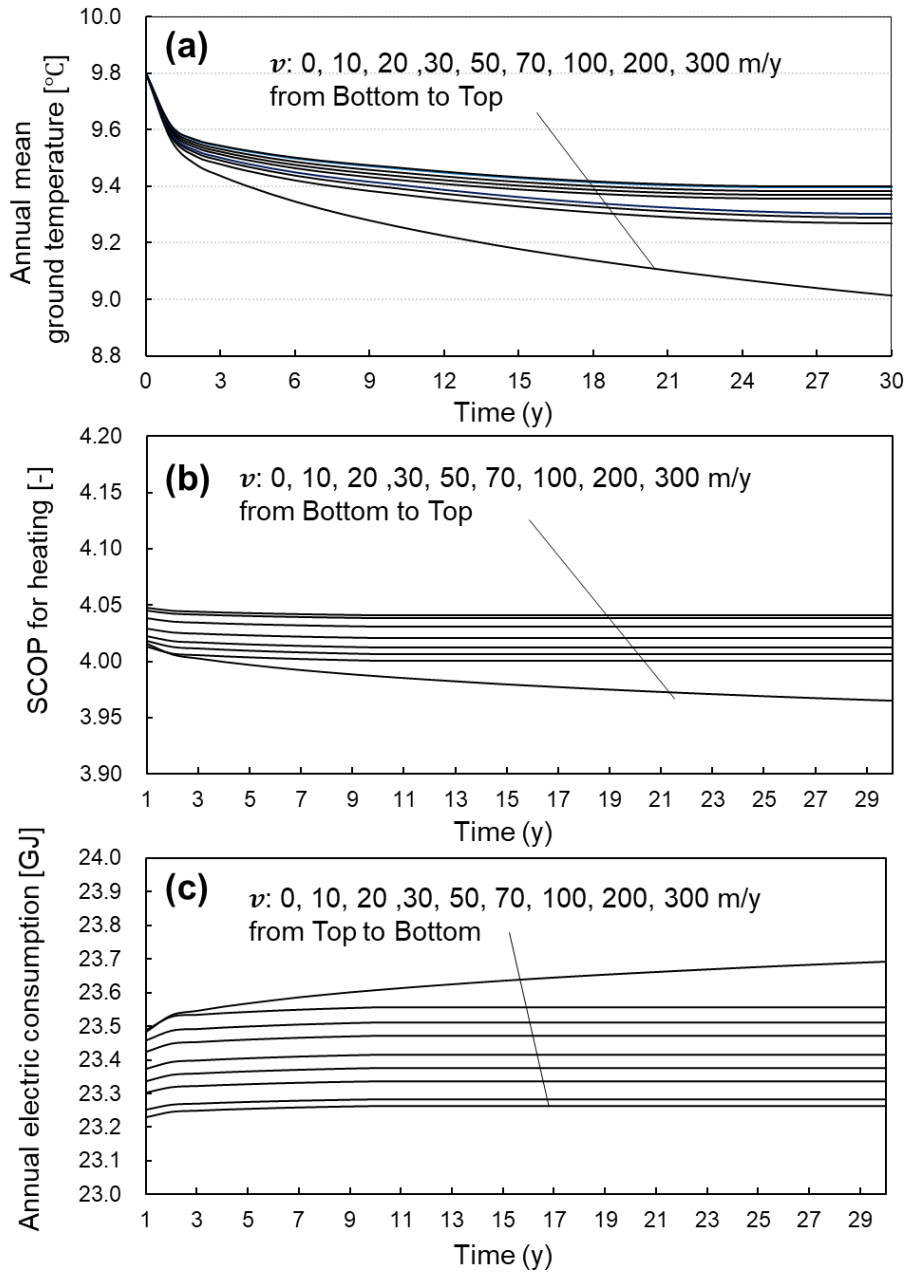 (a)
v: 0, 10, 20 ,30, 50, 70, 100, 200, 300 m/y
from Bottom to Top
Annual mean
ground temperature [℃]
10.0
9.8
9.6
9.4
9.2
9.0
8.8
0 3 6 9 12 15 18 21 24 27 30
Time (y)
(b)
v: 0, 10, 20 ,30, 50, 70, 100, 200, 300 m/y
from Bottom to Top
SCOP for heating [-]
4.20
4.15
4.10
4.05
4.00
3.95
3.90
1 3 5 7 9 11 13 15 17 19 21 23 25 27 29
Time (y)
(c)
v: 0, 10, 20 ,30, 50, 70, 100, 200, 300 m/y
from Top to Bottom
Annual electric consumption [GJ]
24.0
23.9
23.8
23.7
23.6
23.5
23.4
23.3
23.2
23.1
23.0
1 3 5 7 9 11 13 15 17 19 21 23 25 27 29
Time (y)